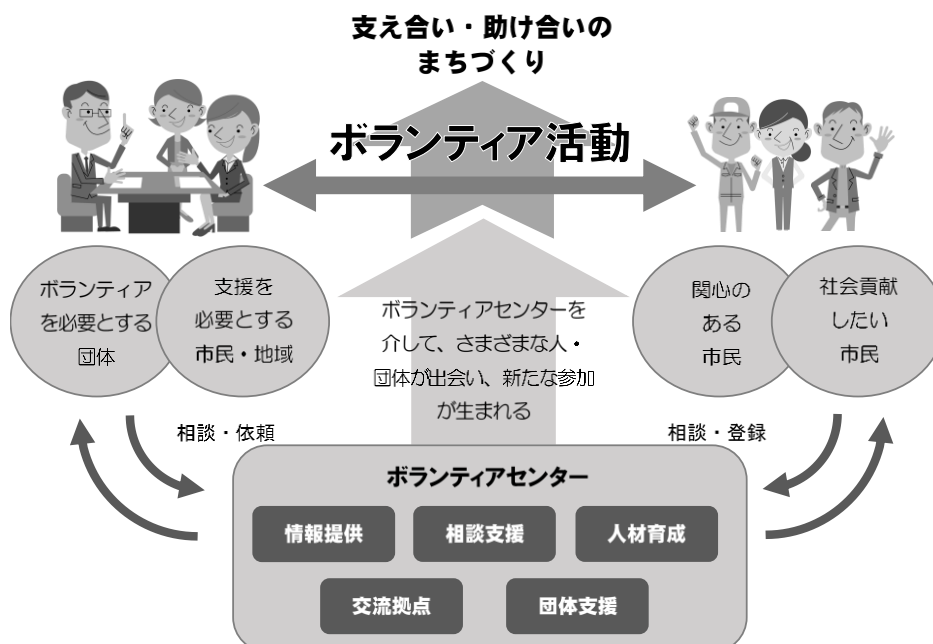 支え合い・助け合いの
まちづくり
ボランティア活動
ボランティア
を必要とする
団体
支援を
必要とする
市民・地域
ボランティアセンターを
介して、さまざまな人・
団体が出会い、新たな参加
が生まれる
関心の
ある
市民
社会貢献
したい
市民
相談・依頼
相談・登録
ボランティアセンター
情報提供
相談支援
人材育成
交流拠点
団体支援